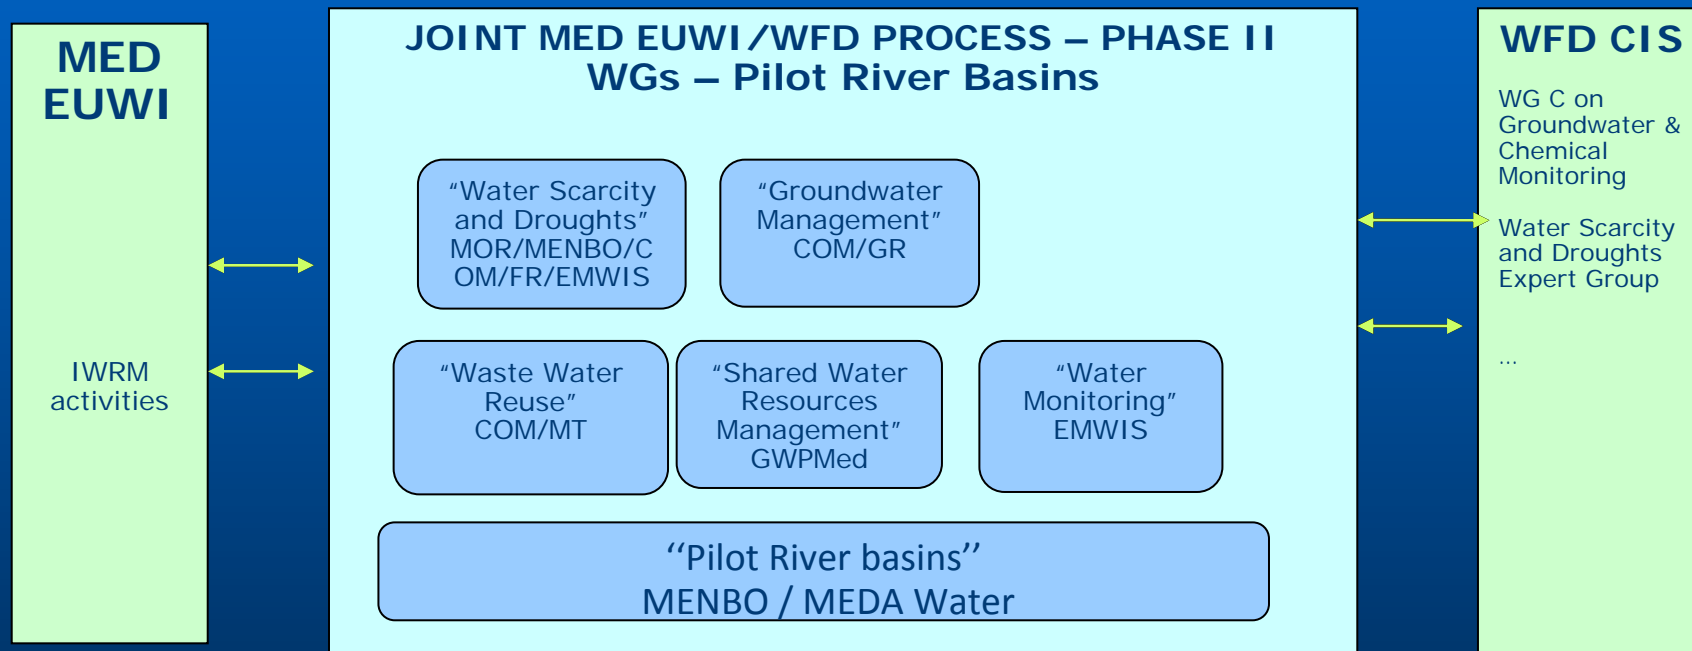 MED
EUWI
IWRM
activities
JOINT MED EUWI/WFD PROCESS – PHASE II
WGs – Pilot River Basins
“Water Scarcity
and Droughts”
MOR/MENBO/C
OM/FR/EMWIS
“Groundwater
Management”
COM/GR
“Waste Water
Reuse”
COM/MT
“Shared Water
Resources
Management”
GWPMed
“Water
Monitoring”
EMWIS
‘‘Pilot River basins’’
MENBO / MEDA Water
WFD CIS
WG C on
Groundwater &
Chemical
Monitoring
Water Scarcity
and Droughts
Expert Group
...